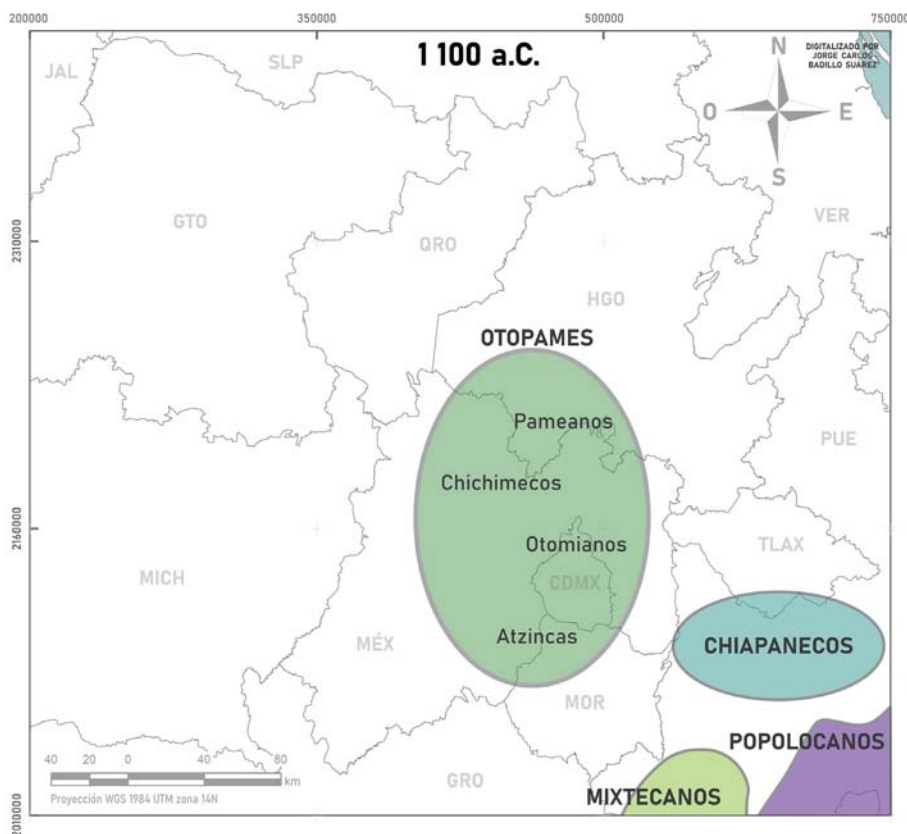 200000
350000
500000
750000
1 100 a.C.
DIGITALIZADO POR
JORGE CARLOS
BADILLO SUAREZ
N
O
E
S
JAL
SLP
GTO
QRO
VER
2310000
HGO
OTOPAMES
Pameanos
PUE
Chichimecos
2160000
Otomianos
TLAX
MICH
CDMX
Atzincas
MÉX
CHIAPANECOS
MOR
POPOLOCANOS
40 20 0 40 80
km
GRO
MIXTECANOS
Proyección WGS 1984 UTM zona 14N
2010000